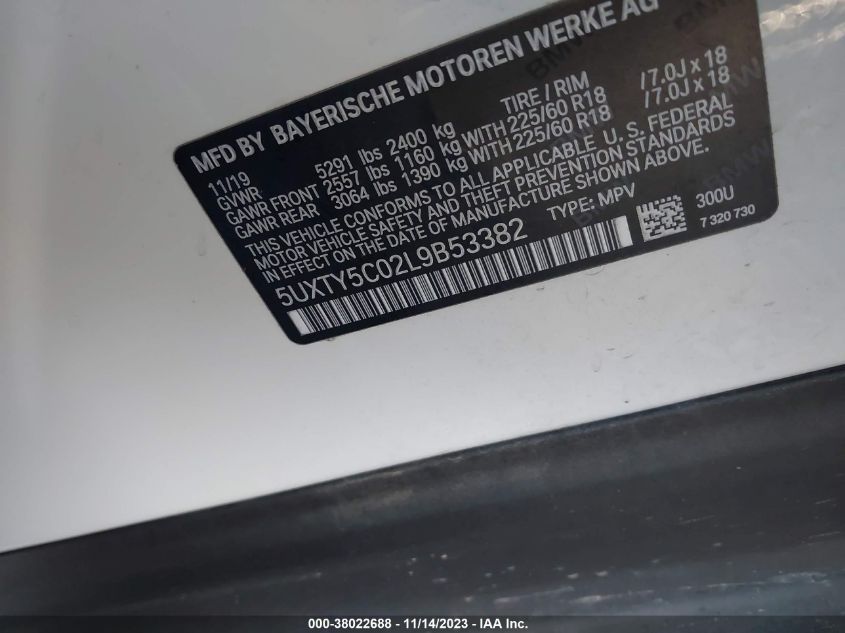 MFD BY BAYERISCHE MOTOREN WERKE AG
11/19
GVWR: 5291 lbs 2400 kg TIRE / RIM
GAWR FRONT 2557 lbs 1160 kg WITH 225/60 R18 /7.0J x 18
GAWR REAR 3064 lbs 1390 kg WITH 225/60 R18 /7.0J x 18
THIS VEHICLE CONFORMS TO ALL APPLICABLE U. S. FEDERAL
MOTOR VEHICLE SAFETY AND THEFT PREVENTION STANDARDS
IN EFFECT ON THE DATE OF MANUFACTURE SHOWN ABOVE.
5UXTY5C02L9B53382 TYPE: MPV
300U
7 320 730
BMW
BMW
BMW
000-38022688 - 11/14/2023 - IAA Inc.